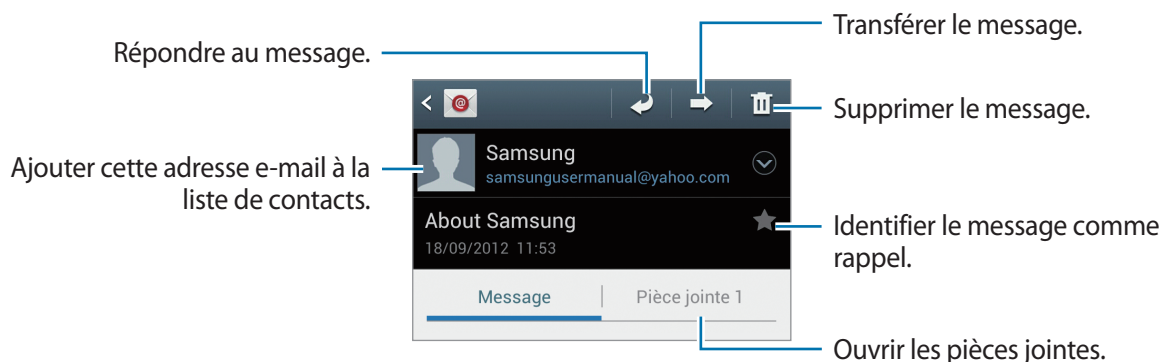 Transférer le message.
Répondre au message.
Supprimer le message.
Ajouter cette adresse e-mail à la
liste de contacts.
Samsung
samsungusermanual@yahoo.com
About Samsung
18/09/2012 11:53
Identifier le message comme
rappel.
Message
Pièce jointe 1
Ouvrir les pièces jointes.